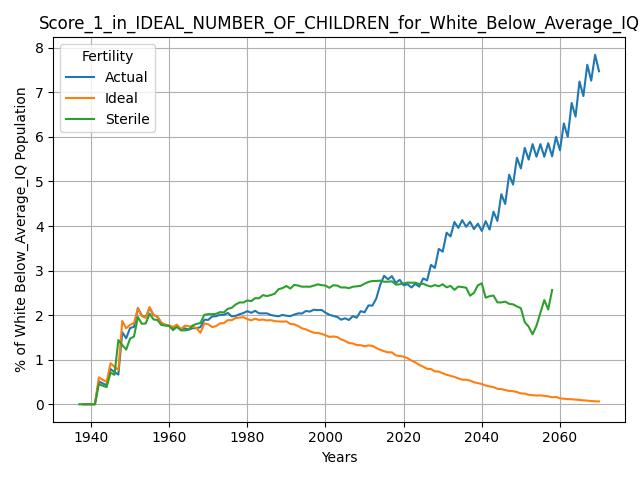 Score_1_in_IDEAL_NUMBER_OF_CHILDREN_for_White_Below_Average_IQ
% of White Below_Average_IQ Population
8
7
6
5
4
3
2
1
0
Fertility
Actual
Ideal
Sterile
1940 1960 1980 2000 2020 2040 2060
Years